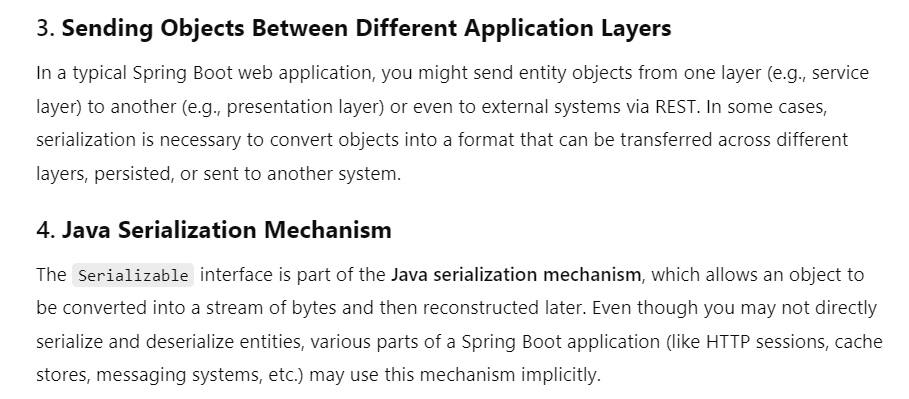 3. Sending Objects Between Different Application Layers
In a typical Spring Boot web application, you might send entity objects from one layer (e.g., service
layer) to another (e.g., presentation layer) or even to external systems via REST. In some cases,
serialization is necessary to convert objects into a format that can be transferred across different
layers, persisted, or sent to another system.
4. Java Serialization Mechanism
The Serializable interface is part of the Java serialization mechanism, which allows an object to
be converted into a stream of bytes and then reconstructed later. Even though you may not directly
serialize and deserialize entities, various parts of a Spring Boot application (like HTTP sessions, cache
stores, messaging systems, etc.) may use this mechanism implicitly.